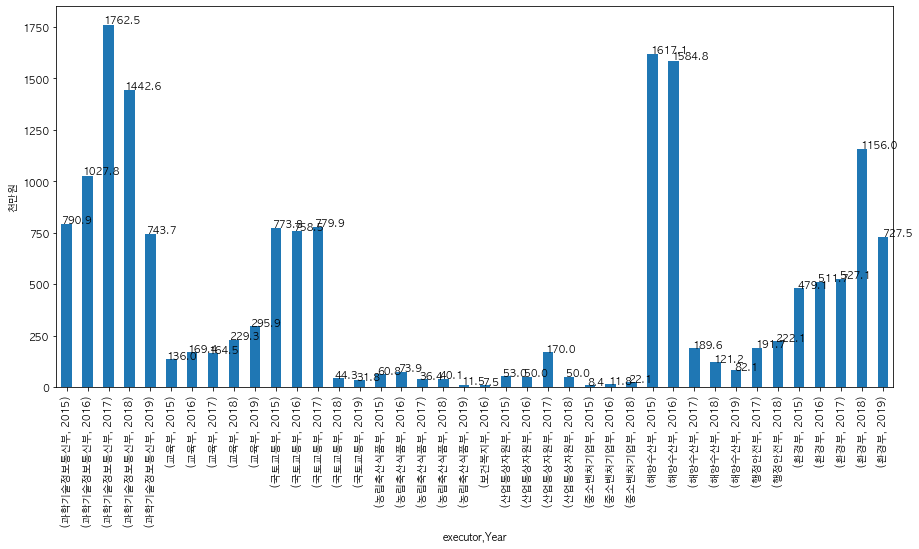 천만원
1750
1500
1250
1000
750
500
250
0
790.9
1027.8
1762.5
1442.6
743.7
136.0
169.4
164.5
229.3
295.9
773.8
758.5
779.9
44.3
31.8
60.8
73.9
36.4
40.1
11.5
7.5
53.0
50.0
170.0
50.0
8.4
11.8
22.1
1617.1
1584.8
189.6
121.2
82.1
191.7
222.1
479.1
511.7
527.1
1156.0
727.5
(과학기술정보통신부, 2015)
(과학기술정보통신부, 2016)
(과학기술정보통신부, 2017)
(과학기술정보통신부, 2018)
(과학기술정보통신부, 2019)
(교육부, 2015)
(교육부, 2016)
(교육부, 2017)
(교육부, 2018)
(교육부, 2019)
(국토교통부, 2015)
(국토교통부, 2016)
(국토교통부, 2017)
(국토교통부, 2018)
(국토교통부, 2019)
(농림축산식품부, 2015)
(농림축산식품부, 2016)
(농림축산식품부, 2017)
(농림축산식품부, 2018)
(농림축산식품부, 2019)
(보건복지부, 2016)
(산업통상자원부, 2015)
(산업통상자원부, 2016)
(산업통상자원부, 2017)
(산업통상자원부, 2018)
(중소벤처기업부, 2015)
(중소벤처기업부, 2016)
(중소벤처기업부, 2018)
(해양수산부, 2015)
(해양수산부, 2016)
(해양수산부, 2017)
(해양수산부, 2018)
(해양수산부, 2019)
(행정안전부, 2017)
(행정안전부, 2018)
(환경부, 2015)
(환경부, 2016)
(환경부, 2017)
(환경부, 2018)
(환경부, 2019)
executor,Year